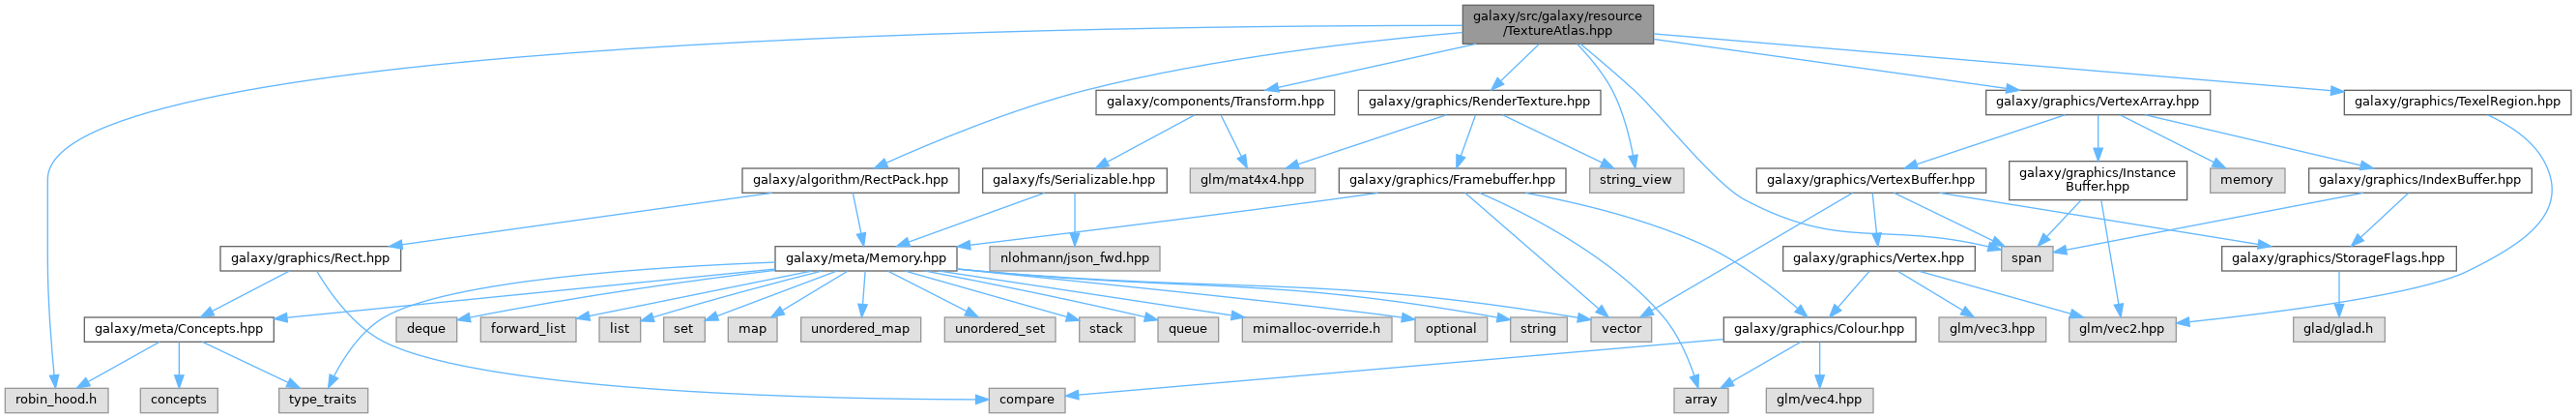 galaxy/src/galaxy/resource
/TextureAtlas.hpp
galaxy/components/Transform.hpp
galaxy/graphics/RenderTexture.hpp
galaxy/graphics/VertexArray.hpp
galaxy/graphics/TexelRegion.hpp
galaxy/algorithm/RectPack.hpp
galaxy/fs/Serializable.hpp
glm/mat4x4.hpp
galaxy/graphics/Framebuffer.hpp
string_view
galaxy/graphics/VertexBuffer.hpp
galaxy/graphics/Instance
Buffer.hpp
memory
galaxy/graphics/IndexBuffer.hpp
galaxy/graphics/Rect.hpp
galaxy/meta/Memory.hpp
nlohmann/json_fwd.hpp
galaxy/graphics/Vertex.hpp
span
galaxy/graphics/StorageFlags.hpp
galaxy/meta/Concepts.hpp
deque
forward_list
list
set
map
unordered_map
unordered_set
stack
queue
mimalloc-override.h
optional
string
vector
galaxy/graphics/Colour.hpp
glm/vec3.hpp
glm/vec2.hpp
glad/glad.h
robin_hood.h
concepts
type_traits
compare
array
glm/vec4.hpp